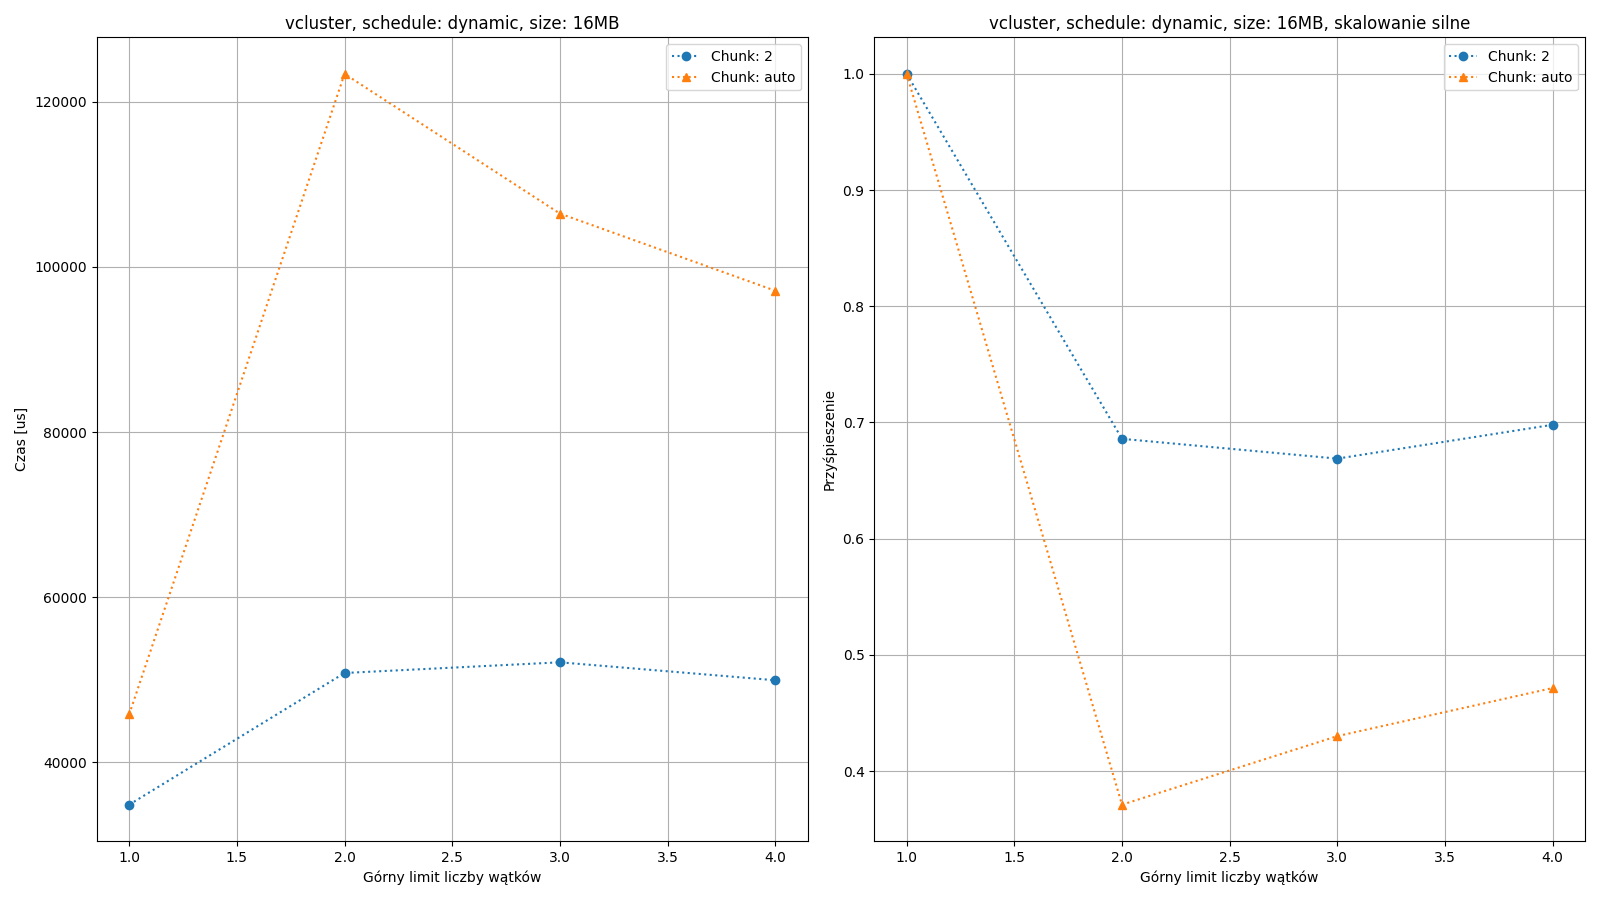 vcluster, schedule: dynamic, size: 16MB
Chunk: 2
Chunk: auto
120000
100000
80000
60000
40000
Czas [us]
1.0 1.5 2.0 2.5 3.0 3.5 4.0
Górny limit liczby wątków
vcluster, schedule: dynamic, size: 16MB, skalowanie silne
Chunk: 2
Chunk: auto
1.0
0.9
0.8
0.7
0.6
0.5
0.4
Przyśpieszenie
1.0 1.5 2.0 2.5 3.0 3.5 4.0
Górny limit liczby wątków